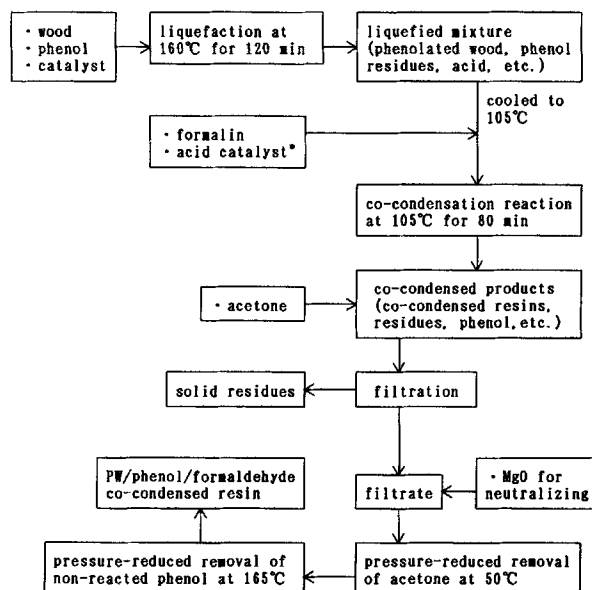 · wood
· phenol
· catalyst
liquefaction at
160℃ for 120 min
liquefied mixture
(phenolated wood, phenol
residues, acid, etc.)
cooled to
105℃
· formalin
· acid catalyst*
co-condensation reaction
at 105℃ for 80 min
· acetone
co-condensed products
(co-condensed resins,
residues, phenol, etc.)
solid residues
filtration
PW/phenol/formaldehyde
co-condensed resin
filtrate
· MgO for
neutralizing
pressure-reduced removal of
non-reacted phenol at 165℃
pressure-reduced removal
of acetone at 50℃